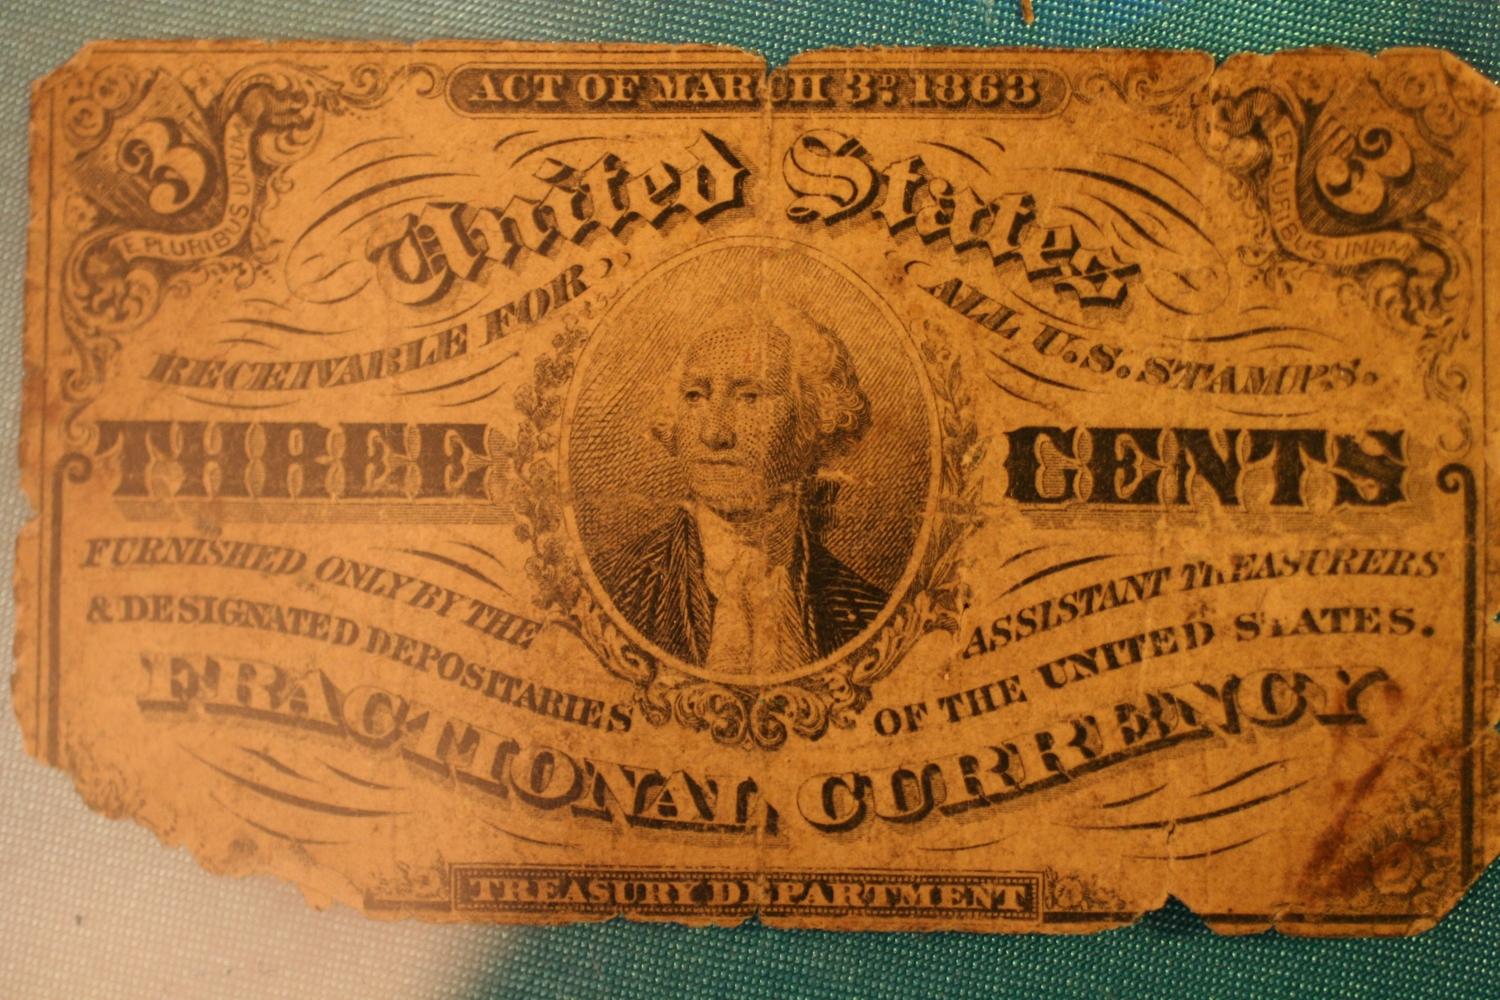 ACT OF MARCH 3D. 1863
3
3
E PLURIBUS UNUM
E PLURIBUS UNUM
United States
RECEIVABLE FOR ALL U.S. STAMPS.
THREE CENTS
FURNISHED ONLY BY THE ASSISTANT TREASURERS
& DESIGNATED DEPOSITARIES OF THE UNITED STATES.
FRACTIONAL CURRENCY
TREASURY DEPARTMENT